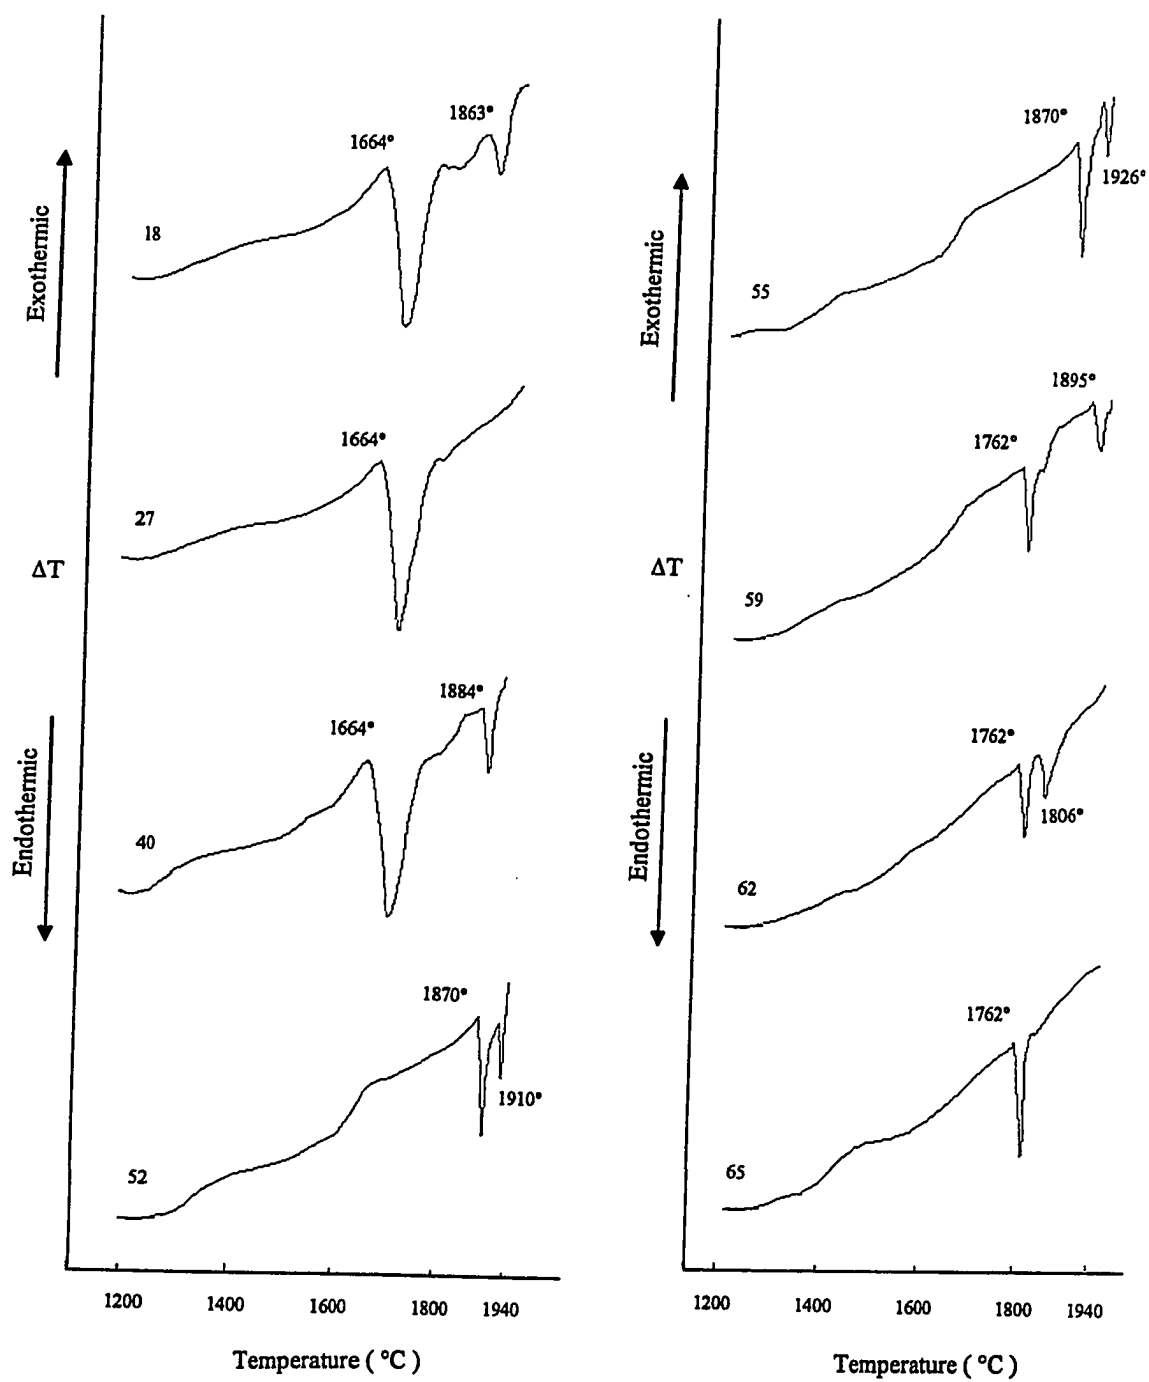 1863°
1664°
18
Exothermic
1664°
27
ΔT
1884°
1664°
Endothermic
40
1870°
1910°
52
1200 1400 1600 1800 1940
Temperature ( °C )
1870°
1926°
Exothermic
55
1895°
1762°
ΔT
59
1762°
1806°
Endothermic
62
1762°
65
1200 1400 1600 1800 1940
Temperature ( °C )